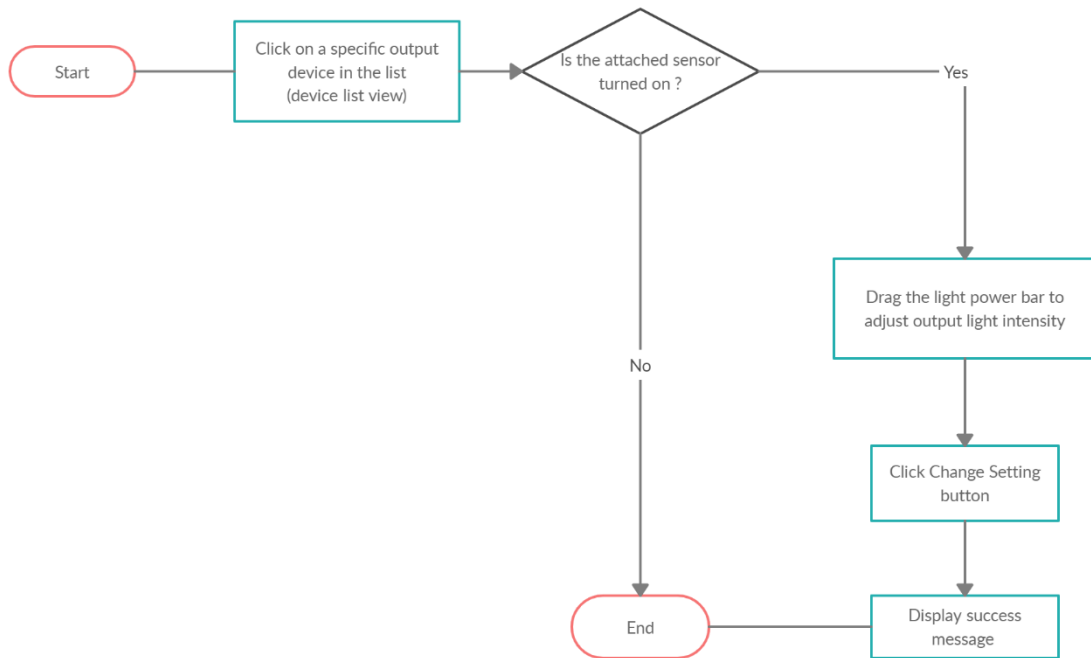 Start
Click on a specific output
device in the list
(device list view)
Is the attached sensor
turned on ?
Yes
Drag the light power bar to
adjust output light intensity
No
Click Change Setting
button
End
Display success
message